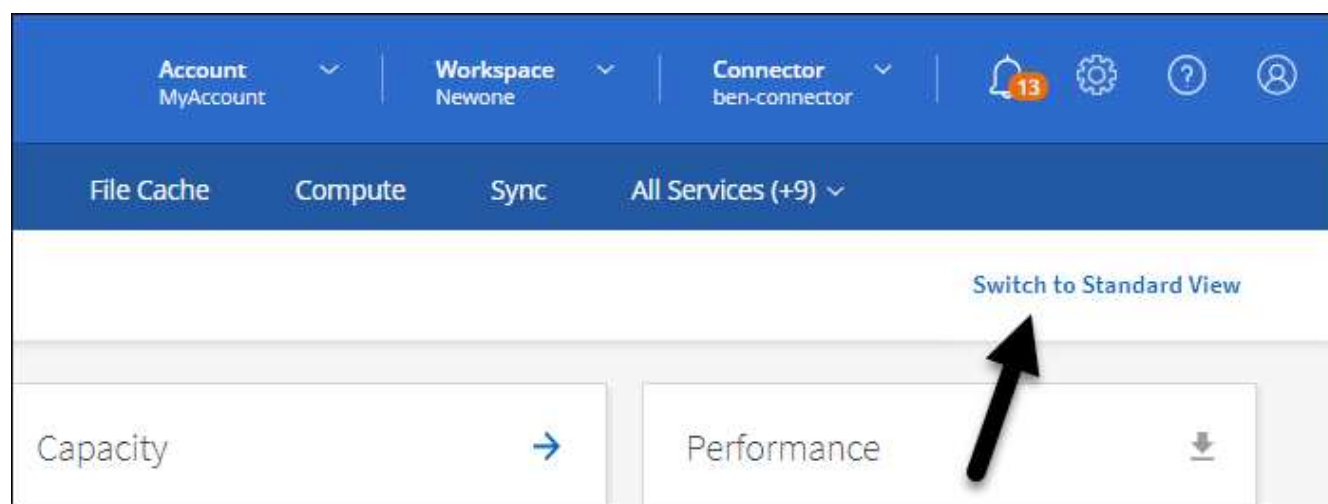 Account Workspace Connector
MyAccount Newone ben-connector
13
File Cache Compute Sync All Services (+9)
Switch to Standard View
Capacity Performance